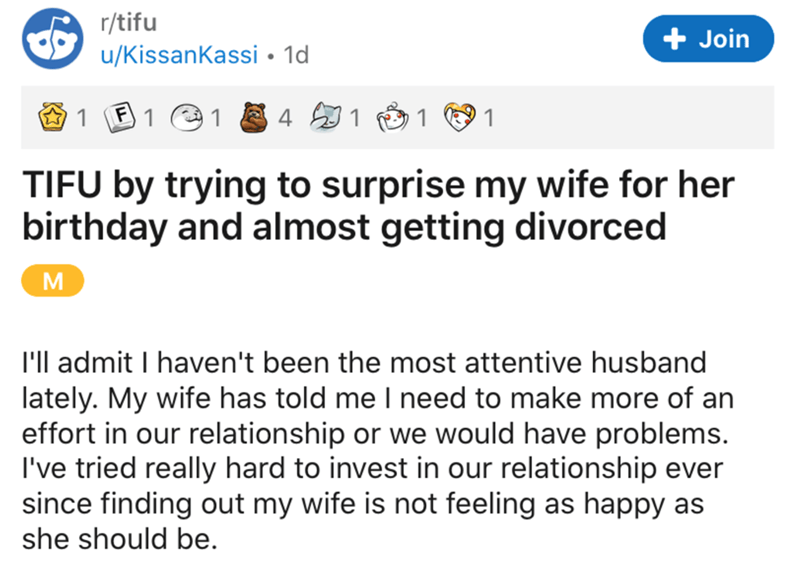 r/tifu
u/KissanKassi • 1d
+ Join
1 F 1 1 4 1 1 1
TIFU by trying to surprise my wife for her
birthday and almost getting divorced
M
I'll admit I haven't been the most attentive husband
lately. My wife has told me I need to make more of an
effort in our relationship or we would have problems.
I've tried really hard to invest in our relationship ever
since finding out my wife is not feeling as happy as
she should be.